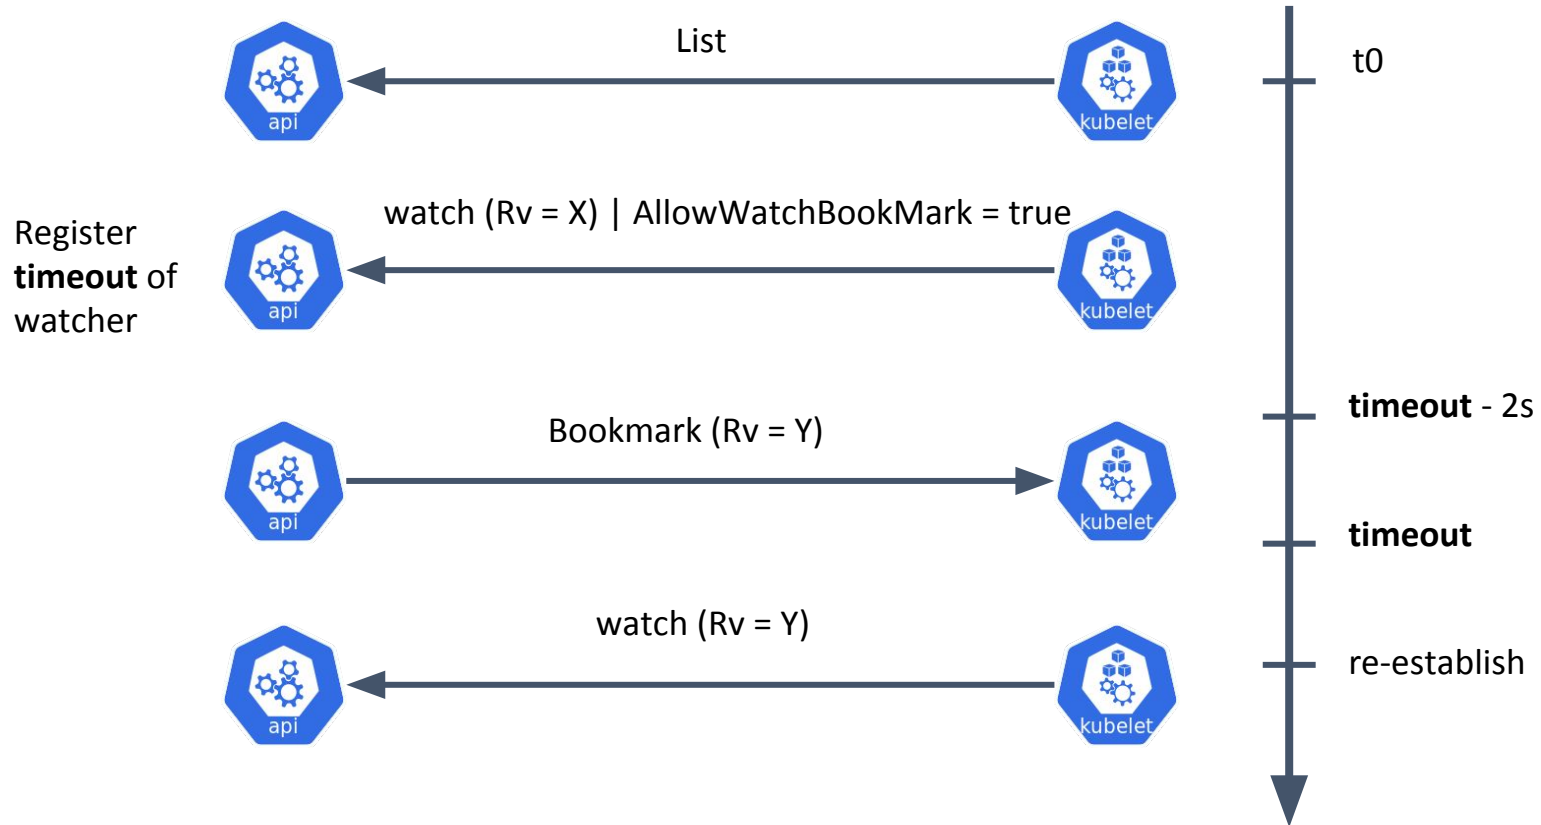 List
t0
api
kubelet
watch (Rv = X) | AllowWatchBookMark = true
Register
timeout of
watcher
api
kubelet
timeout - 2s
Bookmark (Rv = Y)
api
kubelet
timeout
watch (Rv = Y)
re-establish
api
kubelet